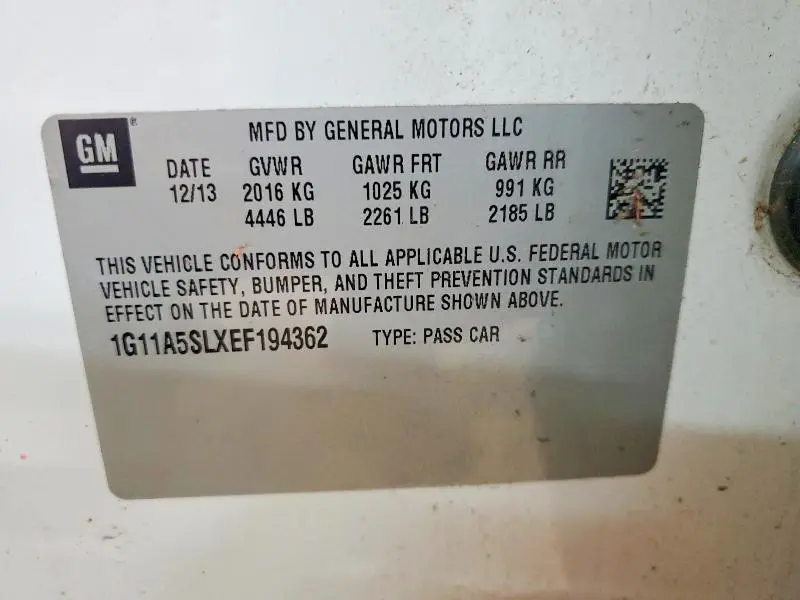 GM®
MFD BY GENERAL MOTORS LLC
DATE GVWR GAWR FRT GAWR RR
12/13 2016 KG 1025 KG 991 KG
4446 LB 2261 LB 2185 LB
THIS VEHICLE CONFORMS TO ALL APPLICABLE U.S. FEDERAL MOTOR
VEHICLE SAFETY, BUMPER, AND THEFT PREVENTION STANDARDS IN
EFFECT ON THE DATE OF MANUFACTURE SHOWN ABOVE.
1G11A5SLXEF194362 TYPE: PASS CAR